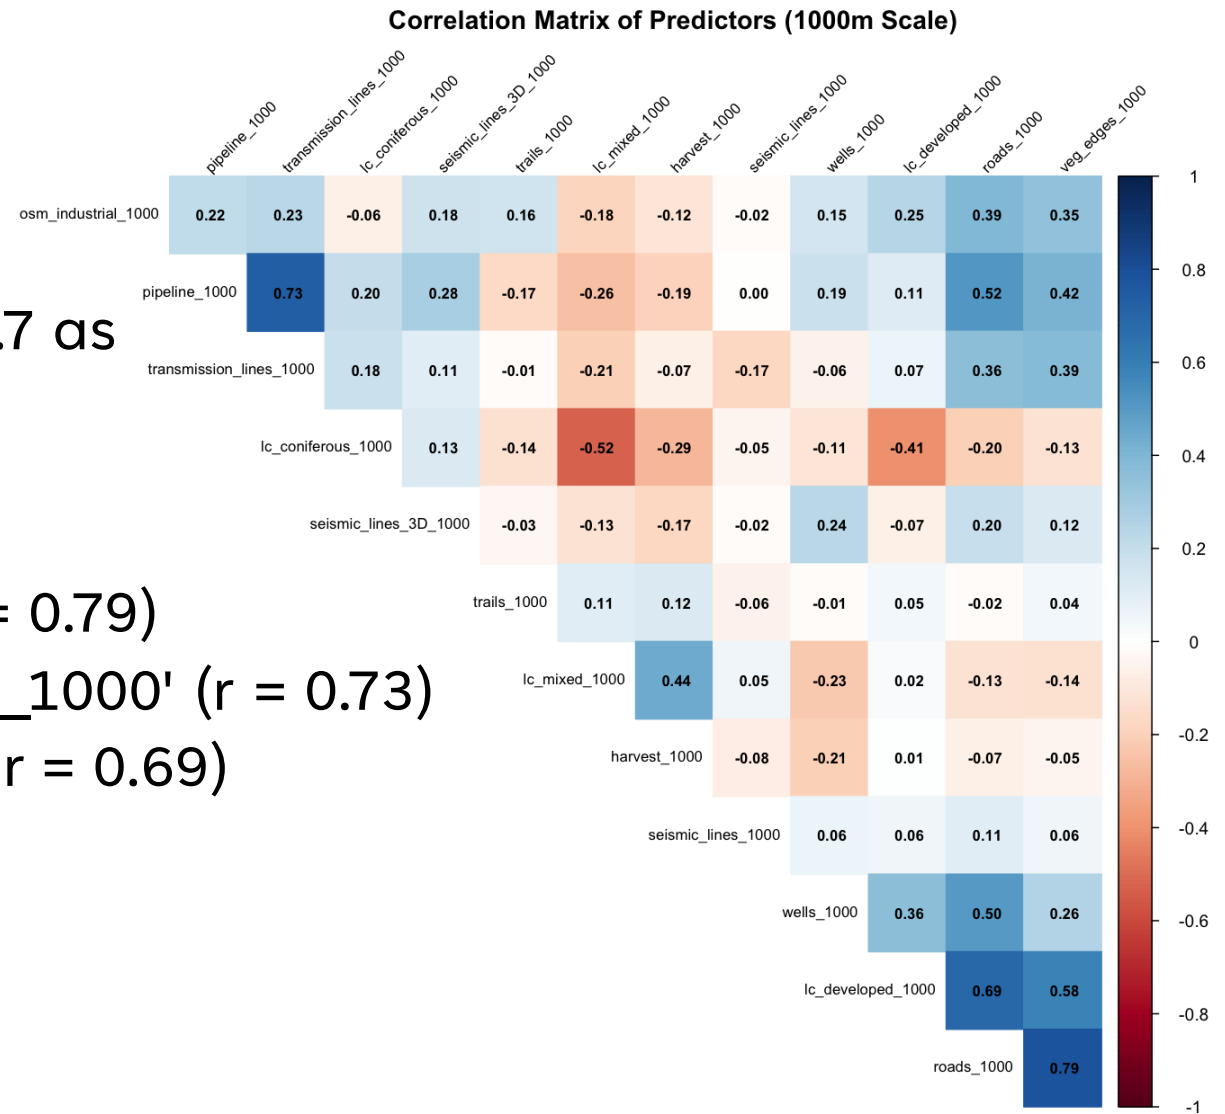 Correlation Matrix of Predictors (1000m Scale)
pipeline_1000
transmission_lines_1000
lc_coniferous_1000
seismic_lines_3D_1000
trails_1000
lc_mixed_1000
harvest_1000
seismic_lines_1000
wells_1000
lc_developed_1000
roads_1000
veg_edges_1000
osm_industrial_1000 0.22 0.23 -0.06 0.18 0.16 -0.18 -0.12 -0.02 0.15 0.25 0.39 0.35
pipeline_1000 0.73 0.20 0.28 -0.17 -0.26 -0.19 0.00 0.19 0.11 0.52 0.42
.7 as
transmission_lines_1000 0.18 0.11 -0.01 -0.21 -0.07 -0.17 -0.06 0.07 0.36 0.39
lc_coniferous_1000 0.13 -0.14 -0.52 -0.29 -0.05 -0.11 -0.41 -0.20 -0.13
seismic_lines_3D_1000 -0.03 -0.13 -0.17 -0.02 0.24 -0.07 0.20 0.12
trails_1000 0.11 0.12 -0.06 -0.01 0.05 -0.02 0.04
= 0.79)
lc_mixed_1000 0.44 0.05 -0.23 0.02 -0.13 -0.14
_1000' (r = 0.73)
harvest_1000 -0.08 -0.21 0.01 -0.07 -0.05
r = 0.69)
seismic_lines_1000 0.06 0.06 0.11 0.06
wells_1000 0.36 0.50 0.26
lc_developed_1000 0.69 0.58
roads_1000 0.79
1
0.8
0.6
0.4
0.2
0
-0.2
-0.4
-0.6
-0.8
-1